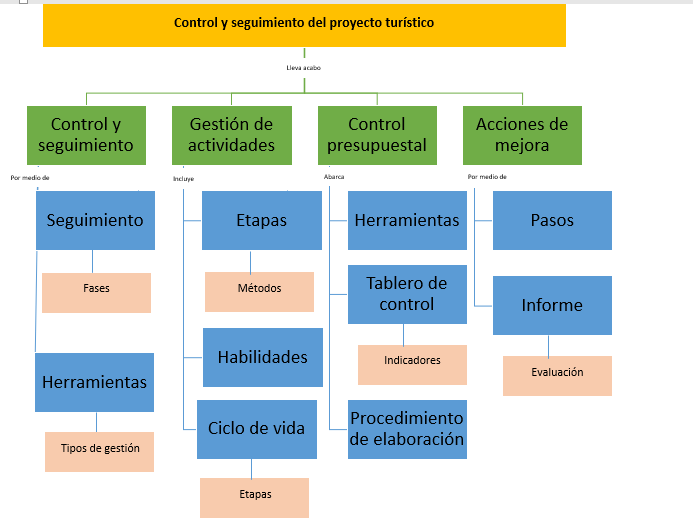 Control y seguimiento del proyecto turístico
Lleva acabo
Control y
seguimiento
Gestión de
actividades
Control
presupuestal
Acciones de
mejora
Por medio de
Incluye
Abarca
Por medio de
Seguimiento
Etapas
Herramientas
Pasos
Fases
Métodos
Tablero de
control
Informe
Habilidades
Indicadores
Evaluación
Herramientas
Ciclo de vida
Procedimiento
de elaboración
Tipos de gestión
Etapas